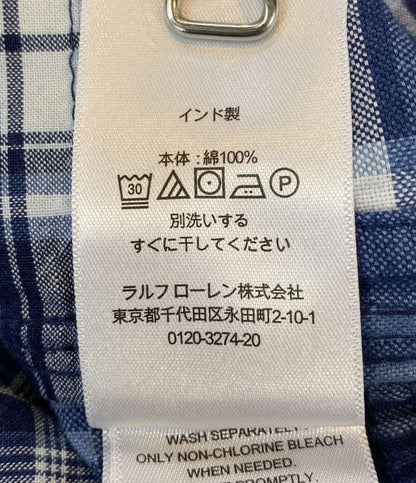 インド製
本体 : 綿100%
30 P
別洗いする
すぐに干してください
ラルフ ローレン株式会社
東京都千代田区永田町2-10-1
0120-3274-20
WASH SEPARATELY
ONLY NON-CHLORINE BLEACH
WHEN NEEDED.
PROMPTLY.